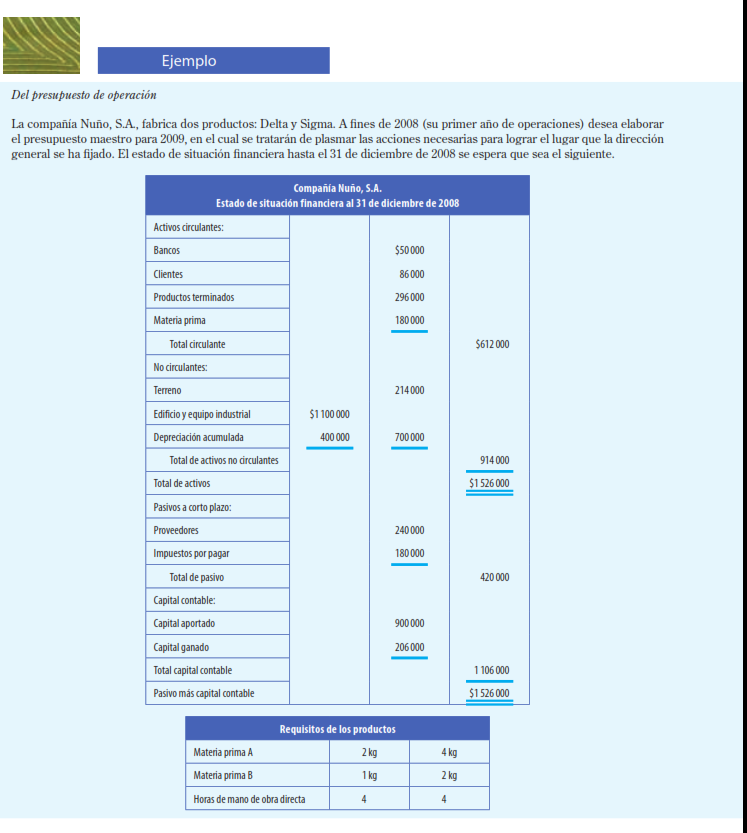 Ejemplo
Del presupuesto de operación
La compañía Nuño, S.A., fabrica dos productos: Delta y Sigma. A fines de 2008 (su primer año de operaciones) desea elaborar
el presupuesto maestro para 2009, en el cual se tratarán de plasmar las acciones necesarias para lograr el lugar que la dirección
general se ha fijado. El estado de situación financiera hasta el 31 de diciembre de 2008 se espera que sea el siguiente.
Compañía Nuño, S.A.
Estado de situación financiera al 31 de diciembre de 2008
Activos circulantes:
Bancos $50 000
Clientes 86 000
Productos terminados 296 000
Materia prima 180 000
Total circulante $612 000
No circulantes:
Terreno 214 000
Edificio y equipo industrial $1 100 000
Depreciación acumulada 400 000 700 000
Total de activos no circulantes 914 000
Total de activos $1 526 000
Pasivos a corto plazo:
Proveedores 240 000
Impuestos por pagar 180 000
Total de pasivo 420 000
Capital contable:
Capital aportado 900 000
Capital ganado 206 000
Total capital contable 1 106 000
Pasivo más capital contable $1 526 000
Requisitos de los productos
Materia prima A 2 kg 4 kg
Materia prima B 1 kg 2 kg
Horas de mano de obra directa 4 4